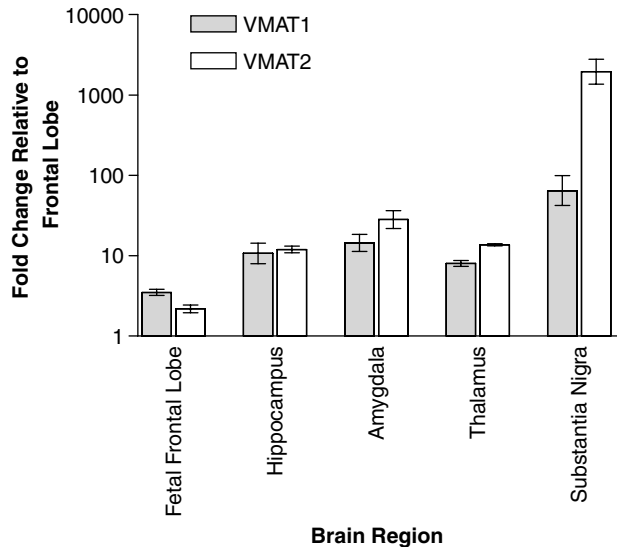 VMAT1
VMAT2
Fold Change Relative to
Frontal Lobe
10000
1000
100
10
1
Fetal Frontal Lobe
Hippocampus
Amygdala
Thalamus
Substantia Nigra
Brain Region